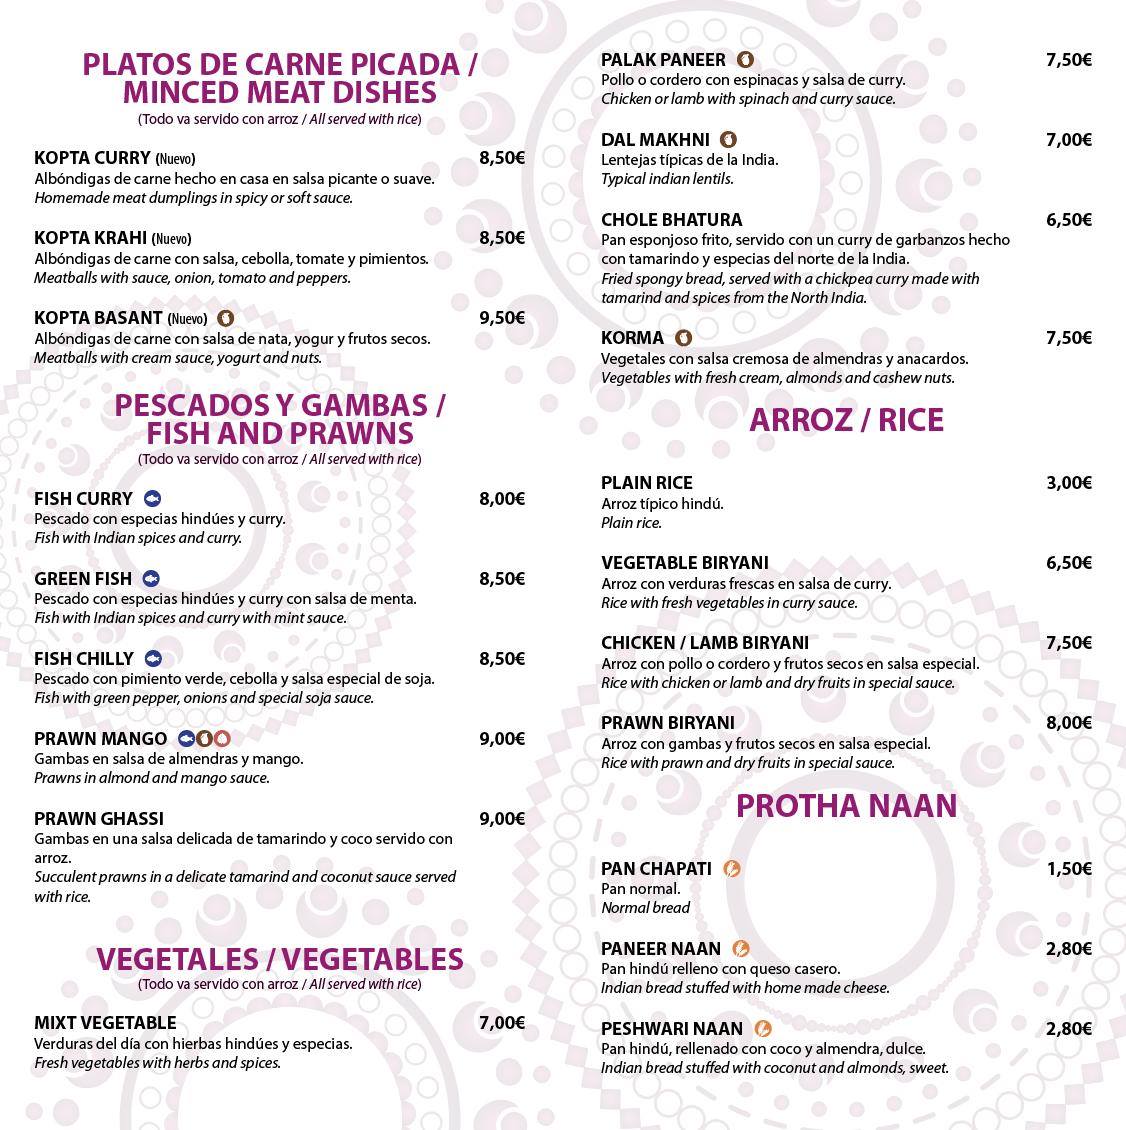 PLATOS DE CARNE PICADA /
MINCED MEAT DISHES
(Todo va servido con arroz / All served with rice)
KOPTA CURRY (Nuevo) 8,50€
Albóndigas de carne hecho en casa en salsa picante o suave.
Homemade meat dumplings in spicy or soft sauce.
KOPTA KRAHI (Nuevo) 8,50€
Albóndigas de carne con salsa, cebolla, tomate y pimientos.
Meatballs with sauce, onion, tomato and peppers.
KOPTA BASANT (Nuevo) 9,50€
Albóndigas de carne con salsa de nata, yogur y frutos secos.
Meatballs with cream sauce, yogurt and nuts.
PESCADOS Y GAMBAS /
FISH AND PRAWNS
(Todo va servido con arroz / All served with rice)
FISH CURRY 8,00€
Pescado con especias hindúes y curry.
Fish with Indian spices and curry.
GREEN FISH 8,50€
Pescado con especias hindúes y curry con salsa de menta.
Fish with Indian spices and curry with mint sauce.
FISH CHILLY 8,50€
Pescado con pimiento verde, cebolla y salsa especial de soja.
Fish with green pepper, onions and special soja sauce.
PRAWN MANGO 9,00€
Gambas en salsa de almendras y mango.
Prawns in almond and mango sauce.
PRAWN GHASSI 9,00€
Gambas en una salsa delicada de tamarindo y coco servido con
arroz.
Succulent prawns in a delicate tamarind and coconut sauce served
with rice.
VEGETALES / VEGETABLES
(Todo va servido con arroz / All served with rice)
MIXT VEGETABLE 7,00€
Verduras del día con hierbas hindúes y especias.
Fresh vegetables with herbs and spices.
PALAK PANEER 7,50€
Pollo o cordero con espinacas y salsa de curry.
Chicken or lamb with spinach and curry sauce.
DAL MAKHNI 7,00€
Lentejas típicas de la India.
Typical indian lentils.
CHOLE BHATURA 6,50€
Pan esponjoso frito, servido con un curry de garbanzos hecho
con tamarindo y especias del norte de la India.
Fried spongy bread, served with a chickpea curry made with
tamarind and spices from the North India.
KORMA 7,50€
Vegetales con salsa cremosa de almendras y anacardos.
Vegetables with fresh cream, almonds and cashew nuts.
ARROZ / RICE
PLAIN RICE 3,00€
Arroz típico hindú.
Plain rice.
VEGETABLE BIRYANI 6,50€
Arroz con verduras frescas en salsa de curry.
Rice with fresh vegetables in curry sauce.
CHICKEN / LAMB BIRYANI 7,50€
Arroz con pollo o cordero y frutos secos en salsa especial.
Rice with chicken or lamb and dry fruits in special sauce.
PRAWN BIRYANI 8,00€
Arroz con gambas y frutos secos en salsa especial.
Rice with prawn and dry fruits in special sauce.
PROTHA NAAN
PAN CHAPATI 1,50€
Pan normal.
Normal bread
PANEER NAAN 2,80€
Pan hindú relleno con queso casero.
Indian bread stuffed with home made cheese.
PESHWARI NAAN 2,80€
Pan hindú, rellenado con coco y almendra, dulce.
Indian bread stuffed with coconut and almonds, sweet.